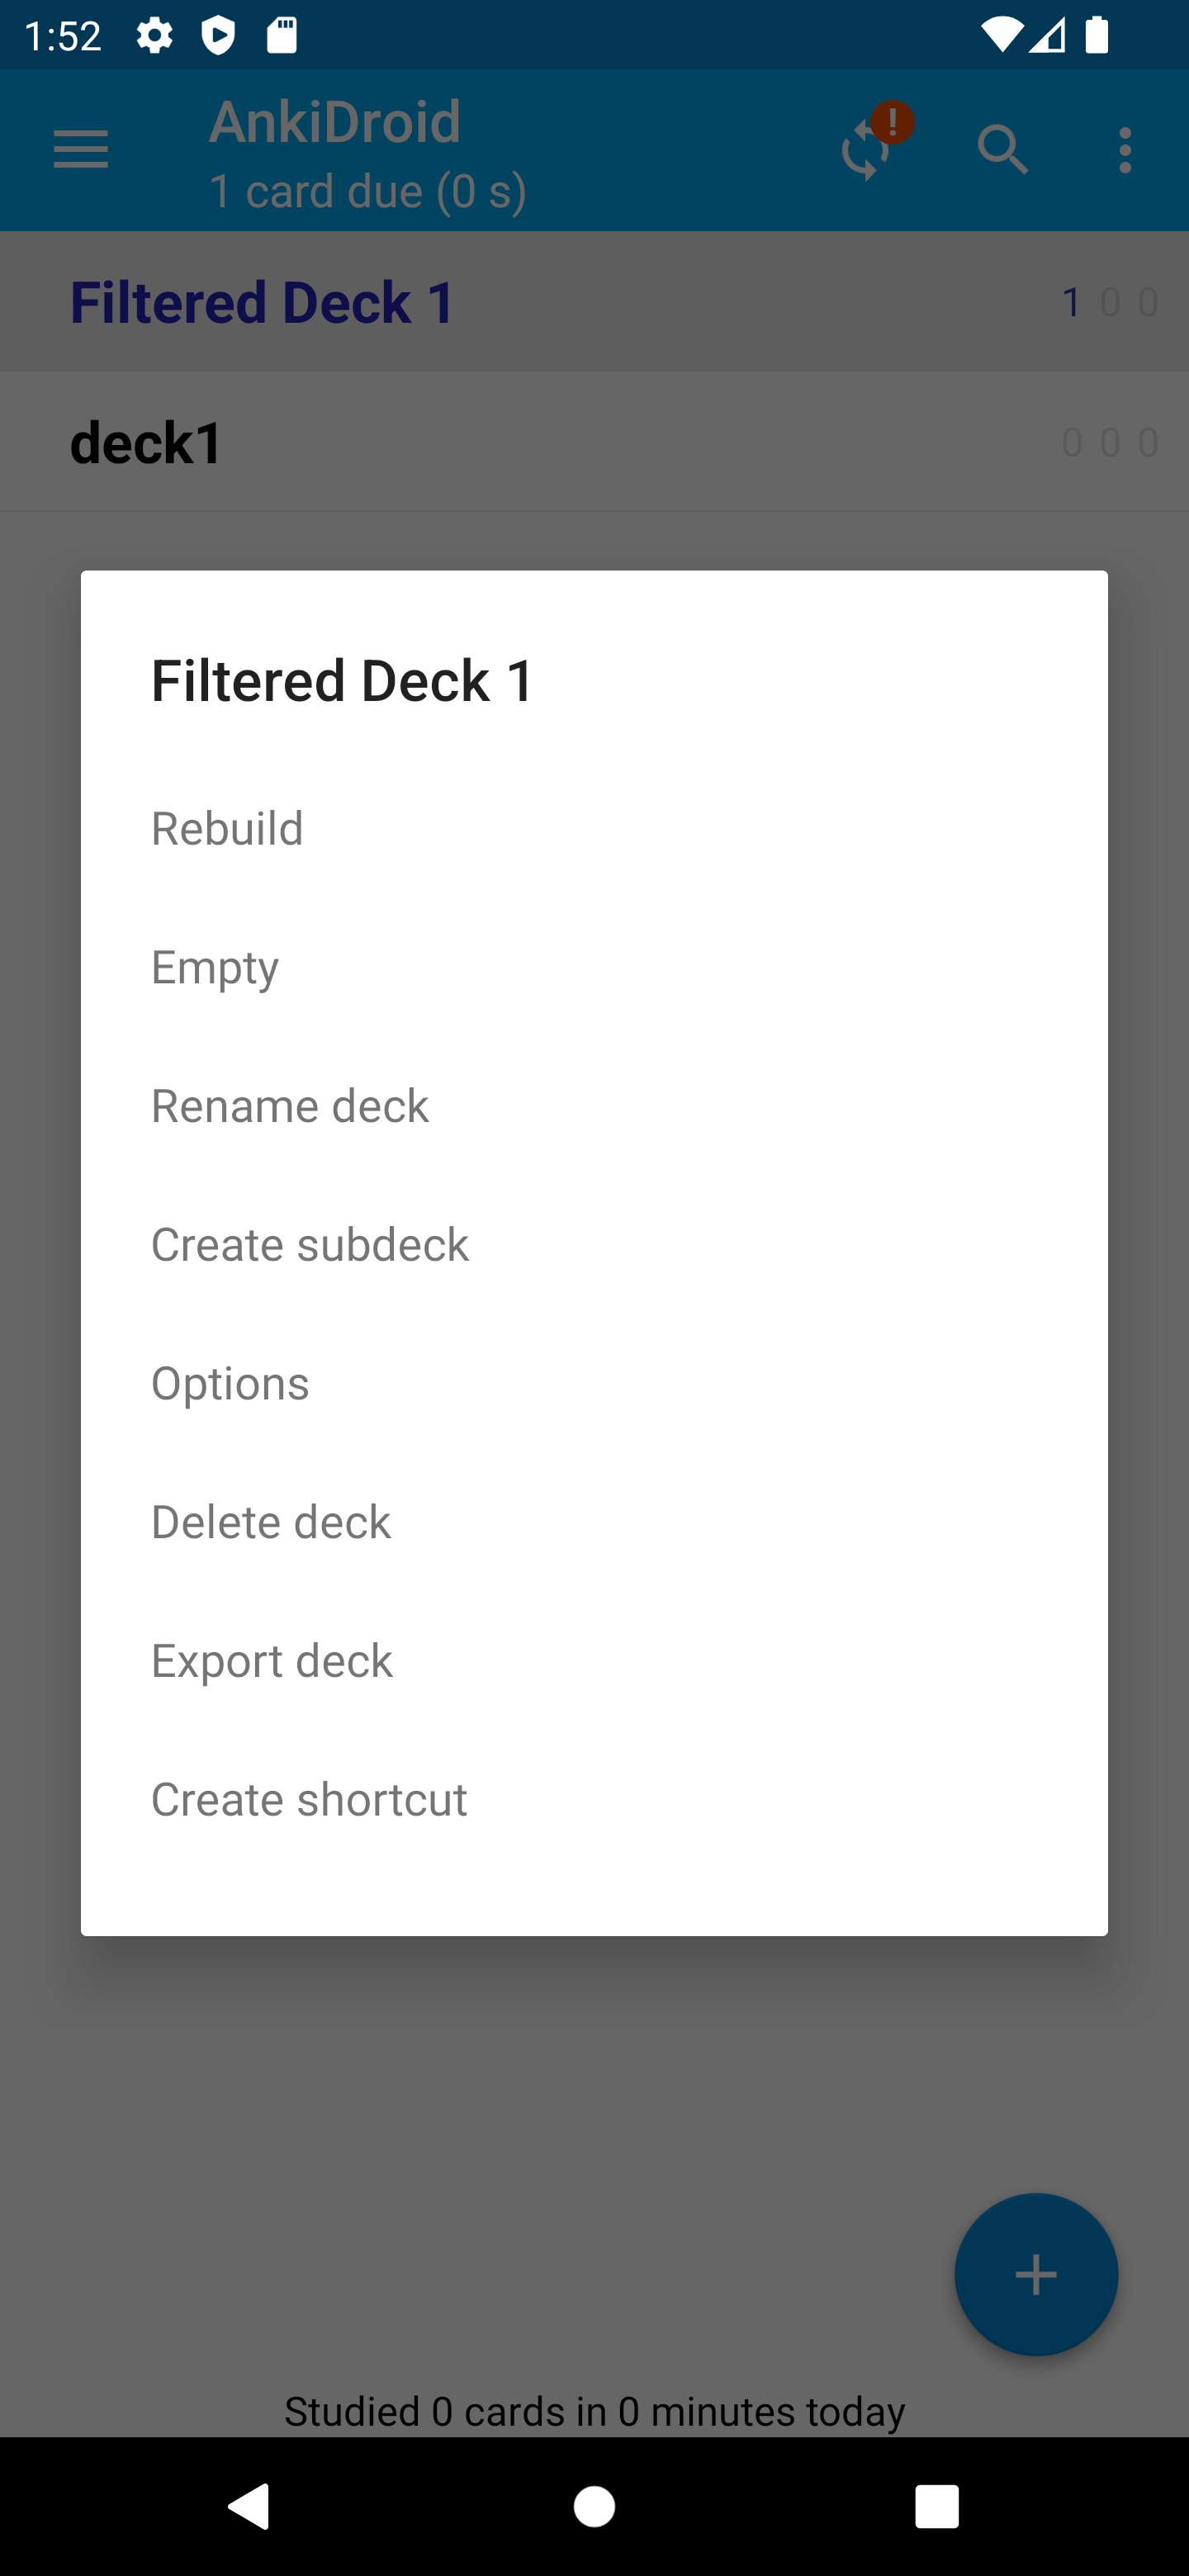 1:52
AnkiDroid
1 card due (0 s)
!
Filtered Deck 1
1 0 0
deck1
0 0 0
Filtered Deck 1
Rebuild
Empty
Rename deck
Create subdeck
Options
Delete deck
Export deck
Create shortcut
Studied 0 cards in 0 minutes today